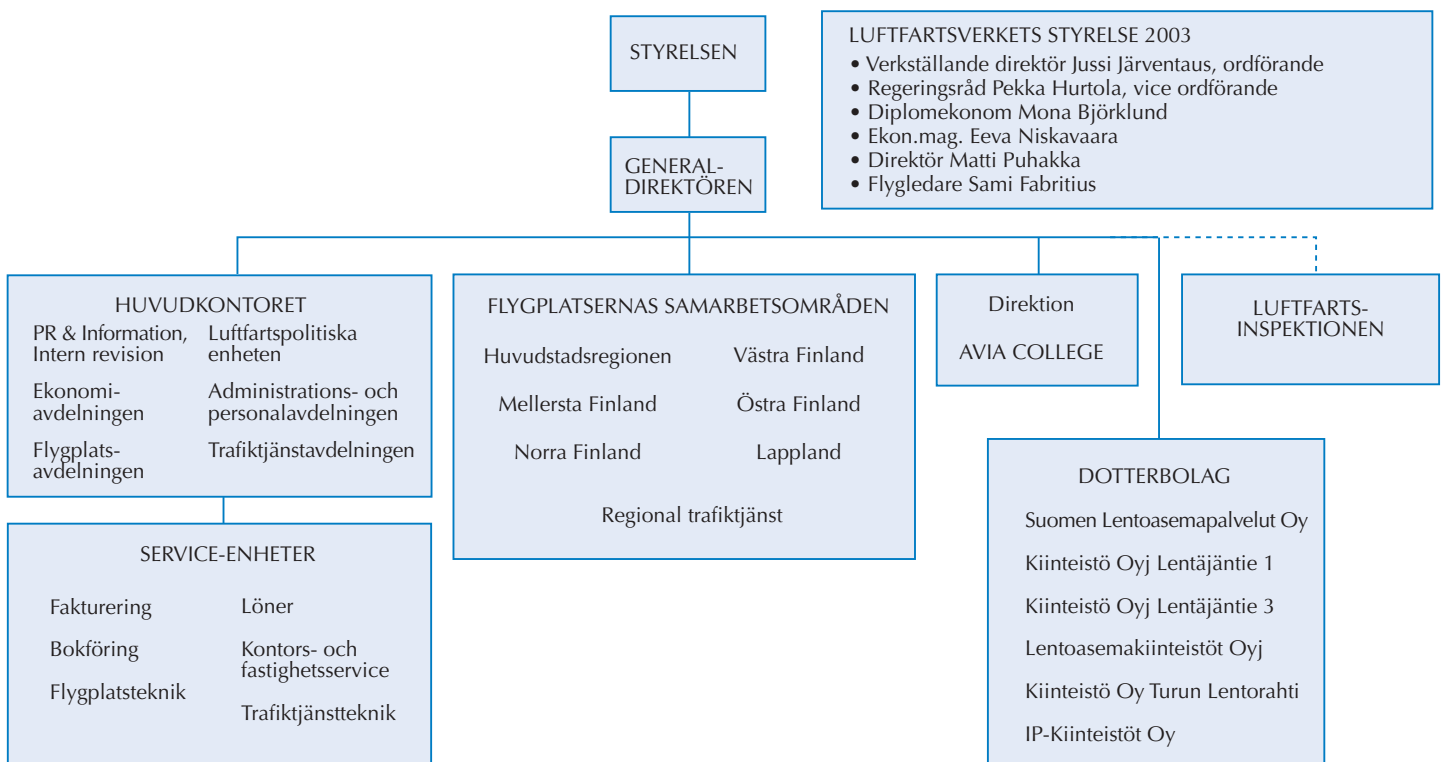 STYRELSEN
LUFTFARTSVERKETS STYRELSE 2003
• Verkställande direktör Jussi Järventaus, ordförande
• Regeringsråd Pekka Hurtola, vice ordförande
• Diplomekonom Mona Björklund
• Ekon.mag. Eeva Niskavaara
• Direktör Matti Puhakka
• Flygledare Sami Fabritius
GENERAL-
DIREKTÖREN
HUVUDKONTORET
PR & Information,
Intern revision
Luftfartspolitiska
enheten
Ekonomi-
avdelningen
Administrations- och
personalavdelningen
Flygplats-
avdelningen
Trafiktjänstavdelningen
SERVICE-ENHETER
Fakturering
Löner
Bokföring
Kontors- och
fastighetsservice
Flygplatsteknik
Trafiktjänstteknik
FLYGPLATSERNAS SAMARBETSOMRÅDEN
Huvudstadsregionen
Västra Finland
Mellersta Finland
Östra Finland
Norra Finland
Lappland
Regional trafiktjänst
Direktion
AVIA COLLEGE
LUFTFARTS-
INSPEKTIONEN
DOTTERBOLAG
Suomen Lentoasemapalvelut Oy
Kiinteistö Oyj Lentäjäntie 1
Kiinteistö Oyj Lentäjäntie 3
Lentoasemakiinteistöt Oyj
Kiinteistö Oy Turun Lentorahti
IP-Kiinteistöt Oy